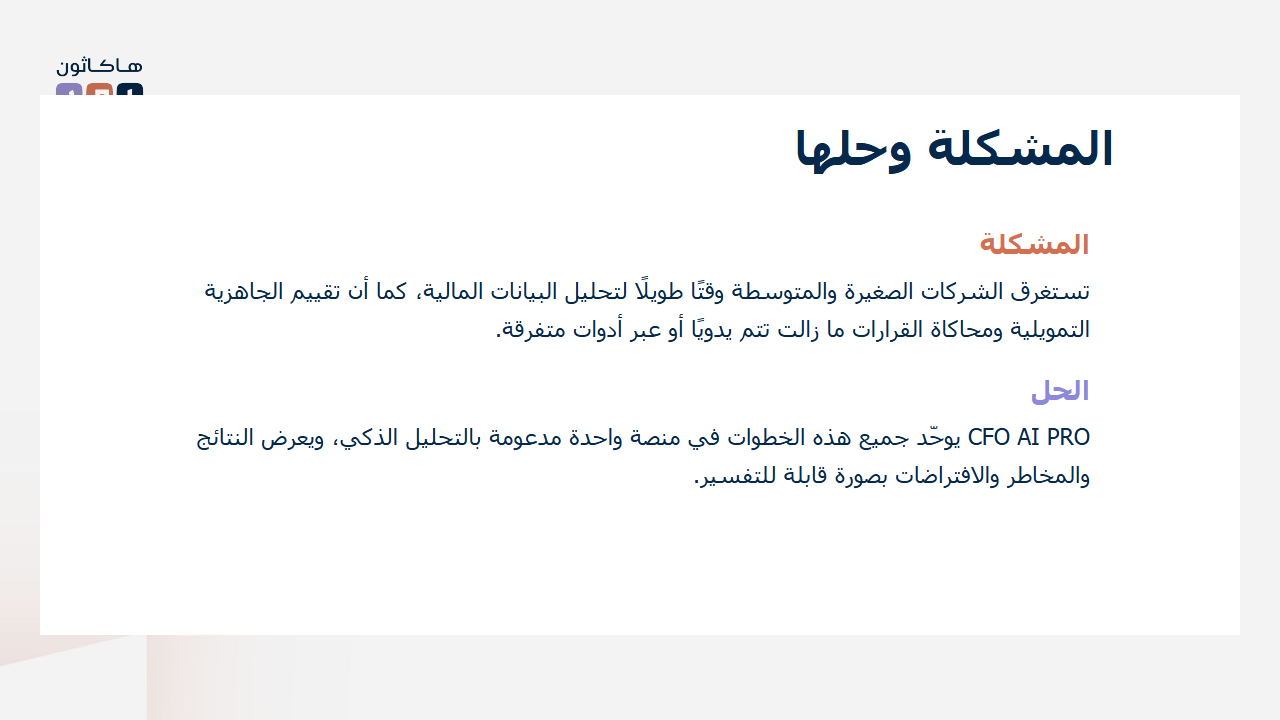 هاكاثون
المشكلة وحلها
المشكلة
تستغرق الشركات الصغيرة والمتوسطة وقتًا طويلًا لتحليل البيانات المالية، كما أن تقييم الجاهزية
التمويلية ومحاكاة القرارات ما زالت تتم يدويًا أو عبر أدوات متفرقة.
الحل
CFO AI PRO يوحّد جميع هذه الخطوات في منصة واحدة مدعومة بالتحليل الذكي، ويعرض النتائج
والمخاطر والافتراضات بصورة قابلة للتفسير.